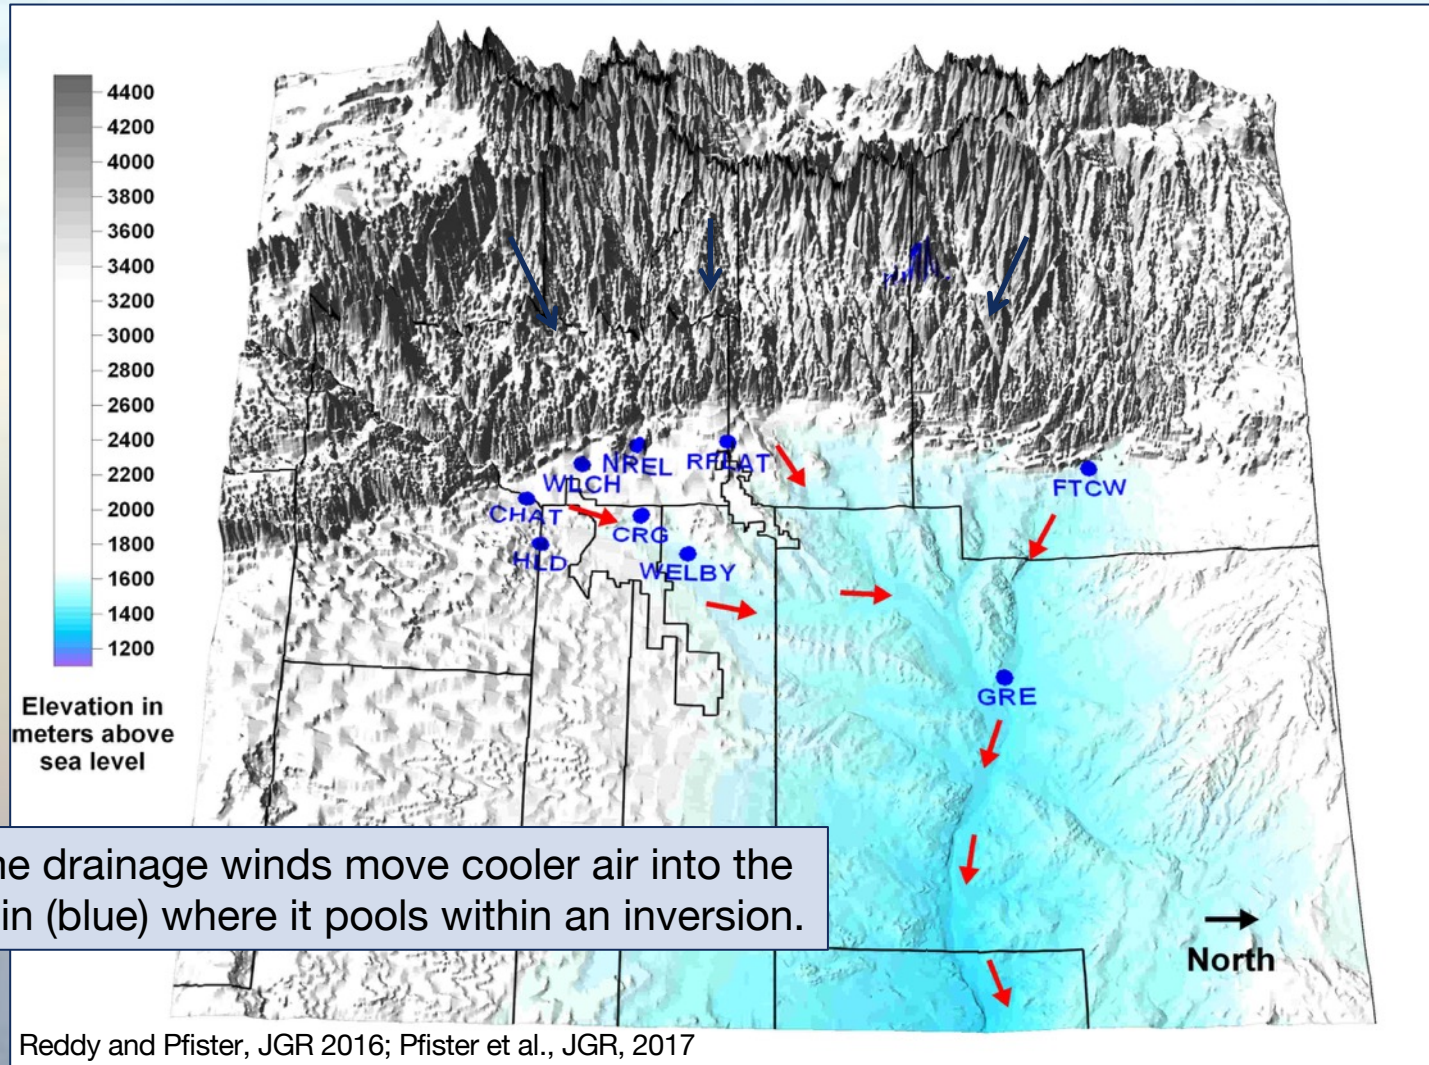 4400
4200
4000
3800
3600
3400
3200
3000
2800
2600
2400
2200
2000
1800
1600
1400
1200
Elevation in
meters above
sea level
NREL
RFLAT
WLCH
FTCW
CHAT
CRG
HLD
WELBY
GRE
drainage winds move cooler air into the
(blue) where it pools within an inversion.
North
Reddy and Pfister, JGR 2016; Pfister et al., JGR, 2017